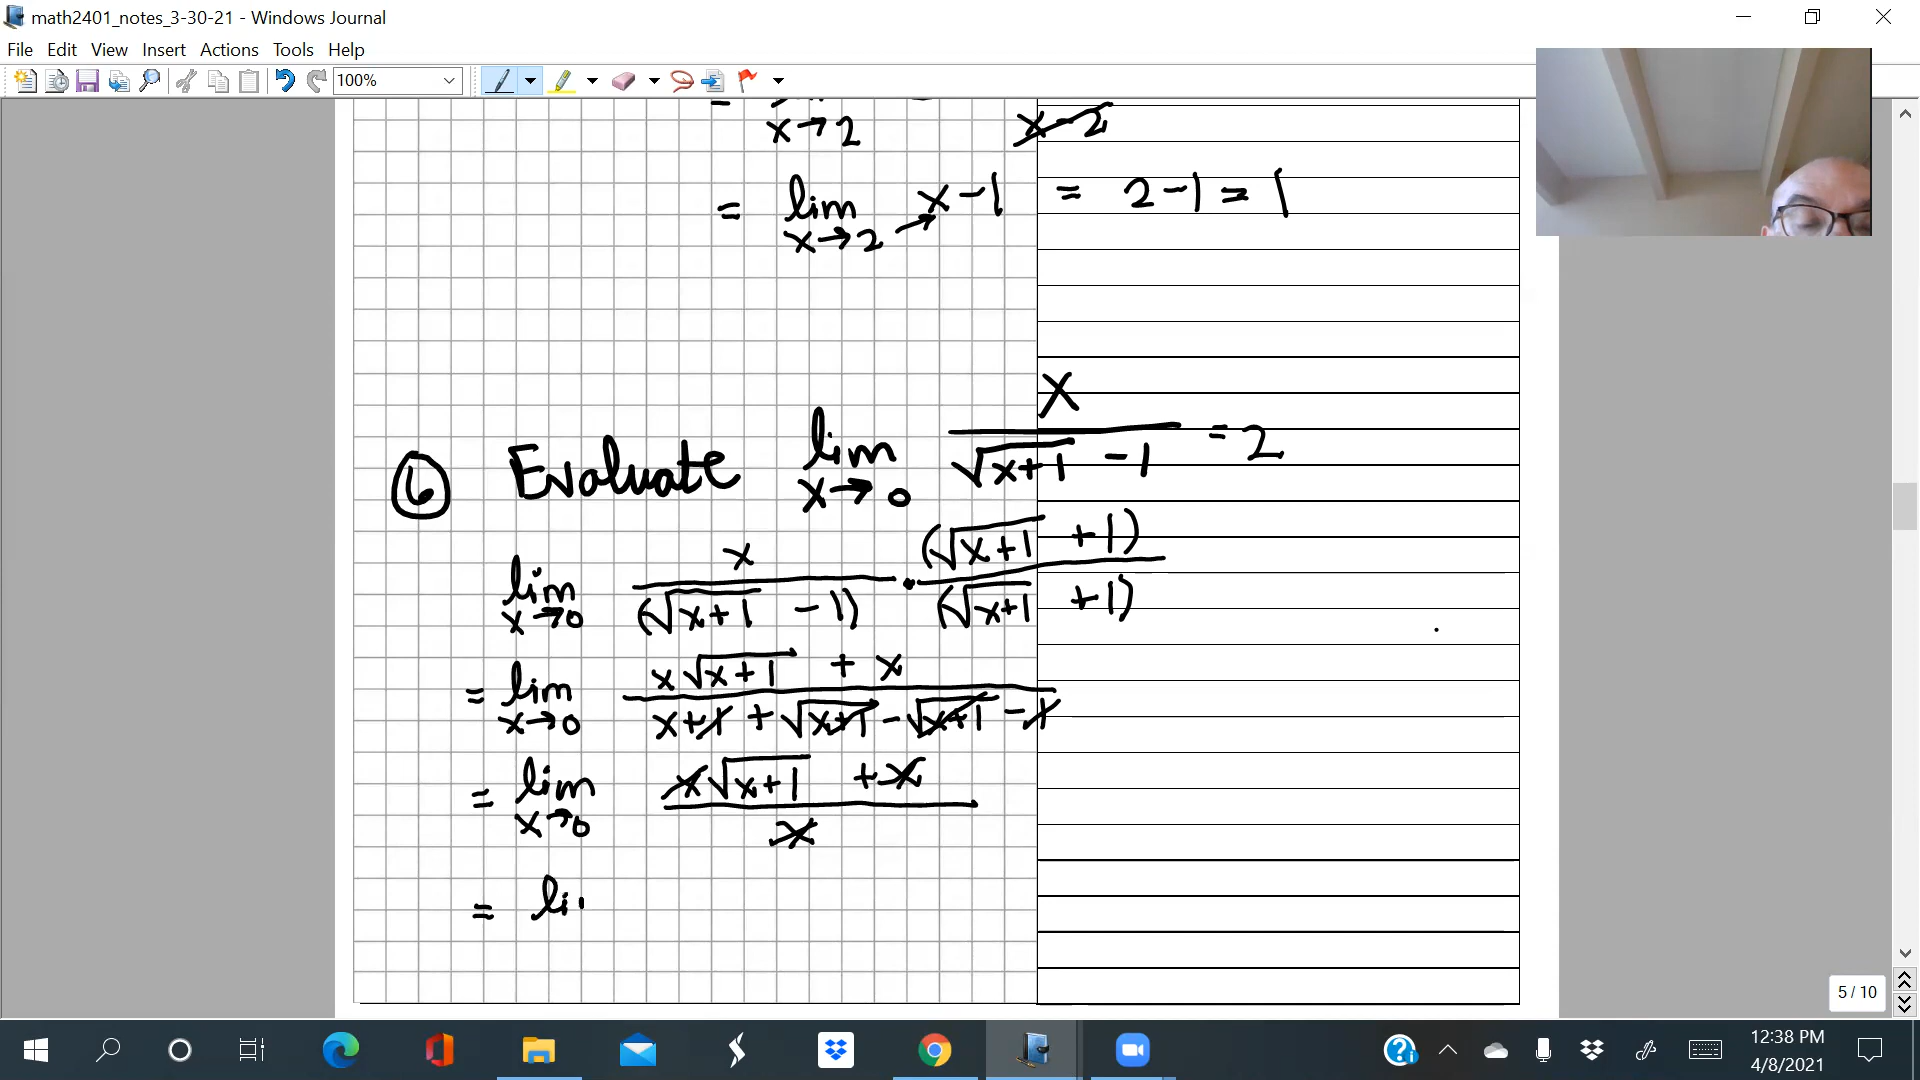 math2401_notes_3-30-21 - Windows Journal
File Edit View Insert Actions Tools Help
100%
x→2 x-2
= lim x→2 x-1 = 2-1 = 1
6 Evaluate lim x→0 x/(√(x+1) -1) = 2
lim x→0 x/(√(x+1) -1) · (√(x+1) +1)/(√(x+1) +1)
= lim x→0 (x√(x+1) + x)/(x+1 + √(x+1) - √(x+1) - 1)
= lim x→0 (x√(x+1) + x)/x
= li
5 / 10
12:38 PM
4/8/2021